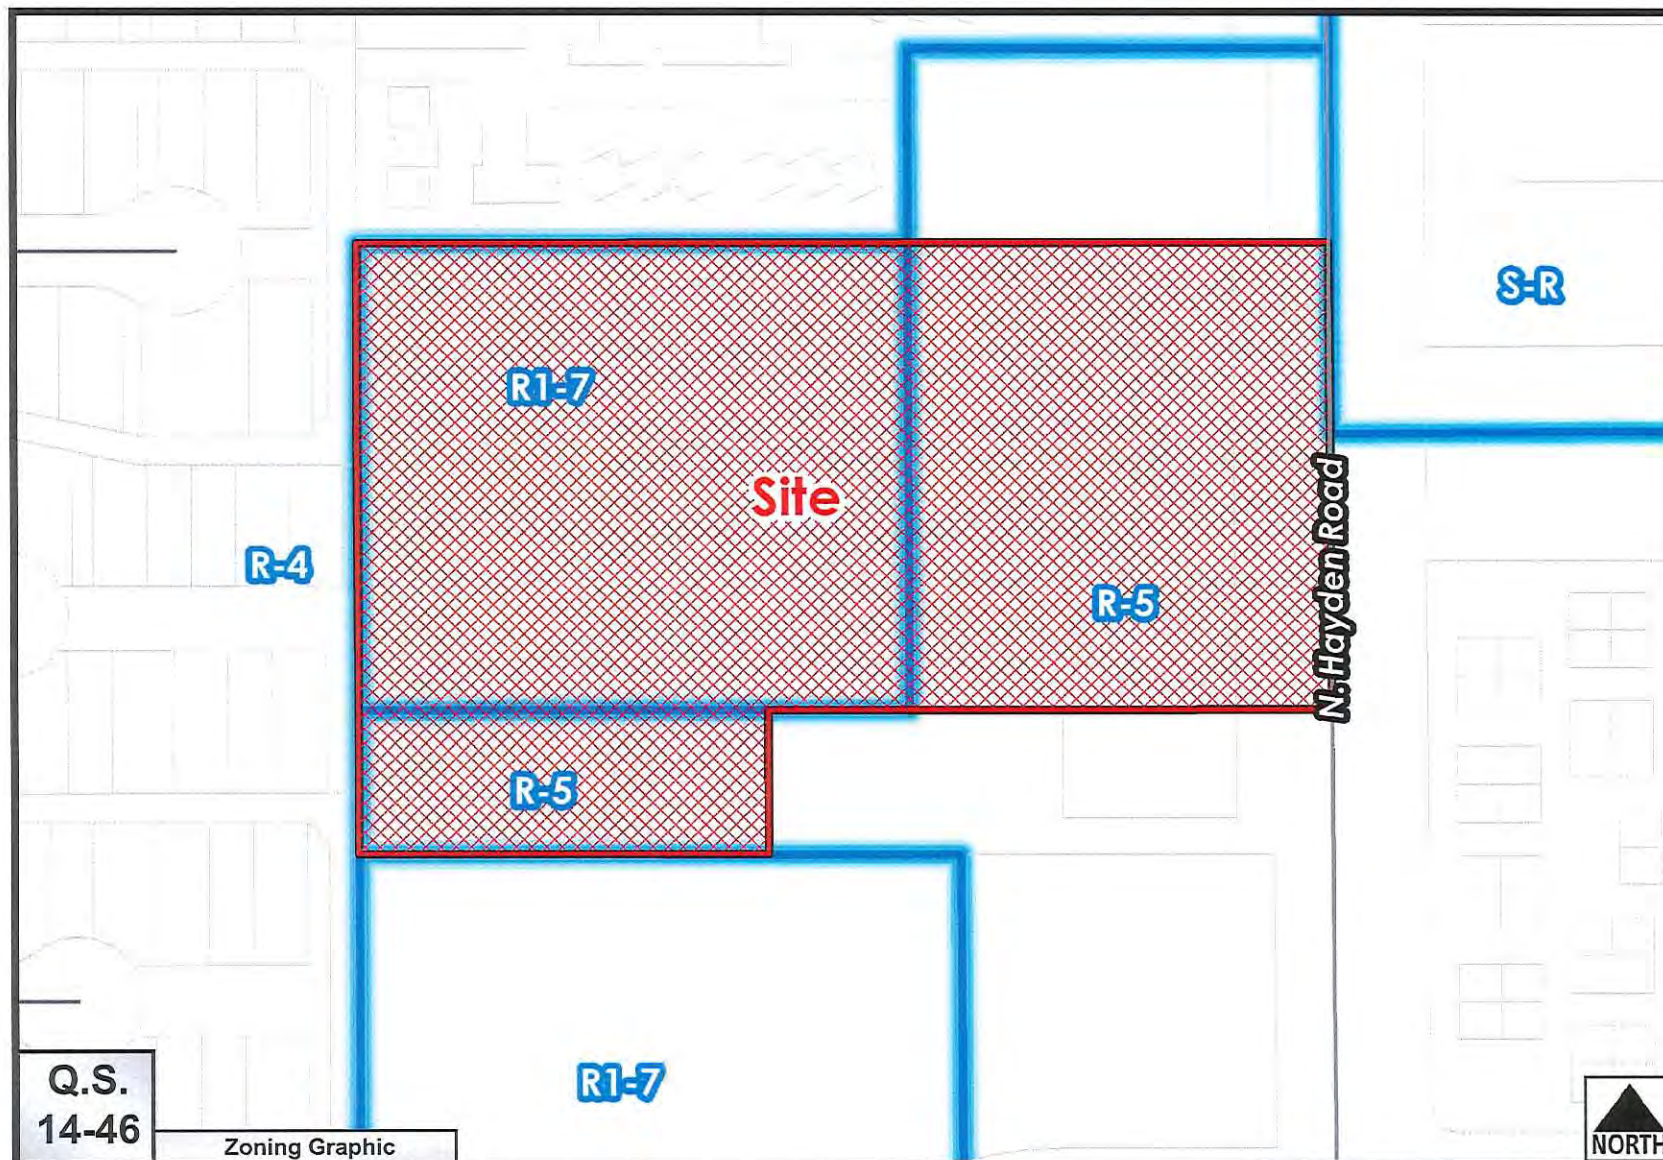 S-R
R1-7
Site
R-4
R-5
N. Hayden Road
R-5
R1-7
Q.S.
14-46
Zoning Graphic
NORTH